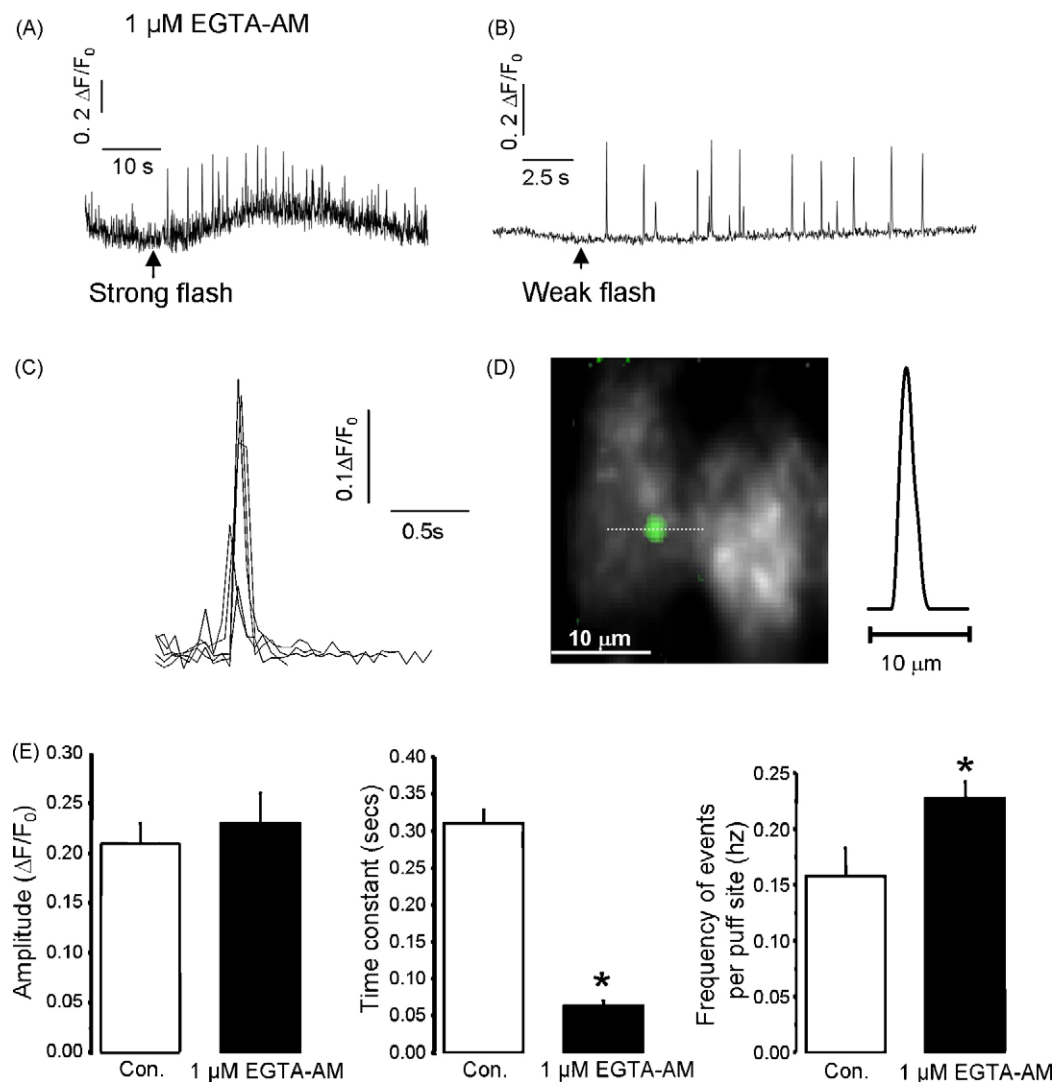 (A)
1 µM EGTA-AM
0. 2 ΔF/F0
10 s
Strong flash
(B)
0. 2 ΔF/F0
2.5 s
Weak flash
(C)
0.1ΔF/F0
0.5s
(D)
10 µm
10 µm
(E)
Amplitude (ΔF/F0)
0.30
0.25
0.20
0.15
0.10
0.05
0.00
Con.
1 µM EGTA-AM
Time constant (secs)
0.40
0.35
0.30
0.25
0.20
0.15
0.10
0.05
0.00
*
Con.
1 µM EGTA-AM
Frequency of events
per puff site (hz)
0.25
0.20
0.15
0.10
0.05
0.00
*
Con.
1 µM EGTA-AM